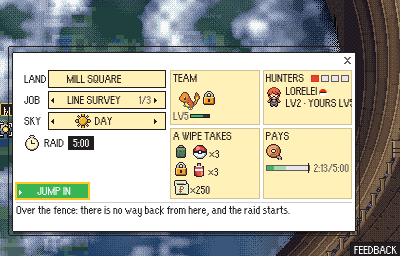 X
LAND MILL SQUARE
JOB LINE SURVEY 1/3
SKY DAY
RAID 5:00
JUMP IN
TEAM
LV5
HUNTERS
LORELEI
LV2 · YOURS LV5
A WIPE TAKES
×3
×3
×250
PAYS
2:13/5:00
Over the fence: there is no way back from here, and the raid starts.
FEEDBACK